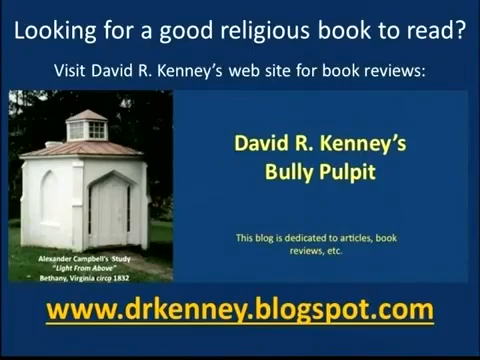 Looking for a good religious book to read?
Visit David R. Kenney's web site for book reviews:
David R. Kenney's
Bully Pulpit
This blog is dedicated to articles, book
reviews, etc.
Alexander Campbell's Study
"Light From Above"
Bethany, Virginia circa 1832
www.drkenney.blogspot.com